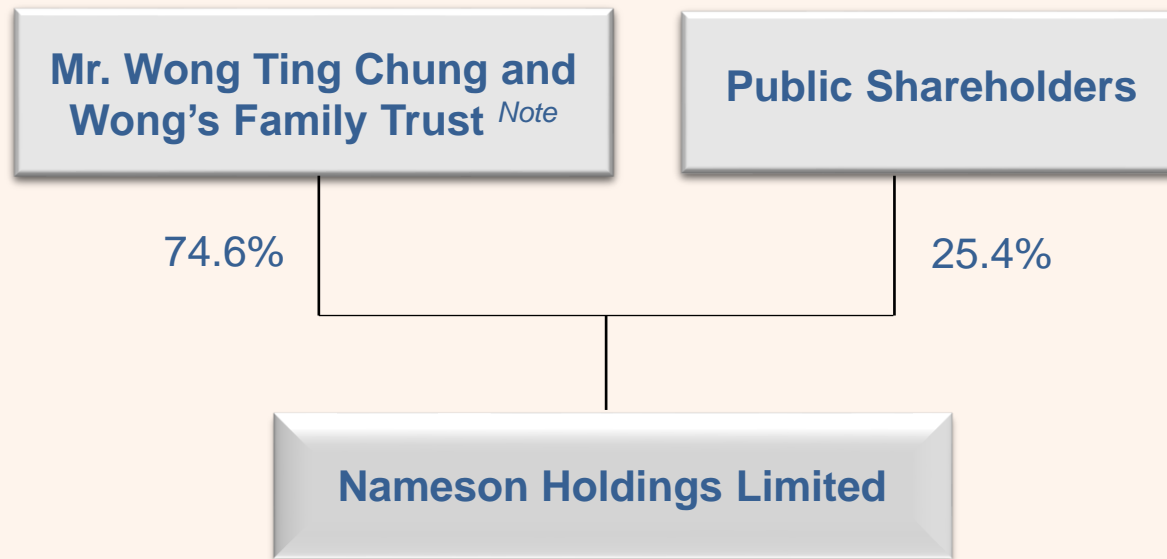 Mr. Wong Ting Chung and
Wong’s Family Trust Note
Public Shareholders
74.6%
25.4%
Nameson Holdings Limited